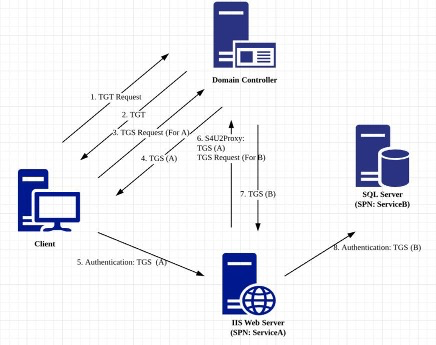 Domain Controller
1. TGT Request
2. TGT
3. TGS Request (For A)
4. TGS (A)
6. S4U2Proxy:
TGS (A)
TGS Request (For B)
7. TGS (B)
SQL Server
(SPN: ServiceB)
Client
5. Authentication: TGS (A)
8. Authentication: TGS (B)
IIS Web Server
(SPN: ServiceA)